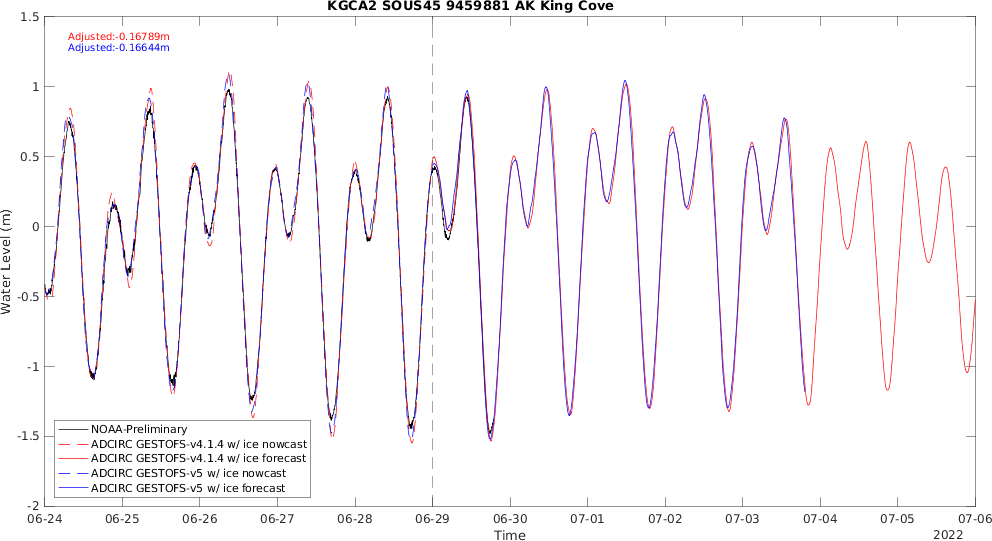 KGCA2 SOUS45 9459881 AK King Cove
Adjusted:-0.16789m
Adjusted:-0.16644m
1.5
1
0.5
0
-0.5
-1
-1.5
-2
Water Level (m)
NOAA-Preliminary
ADCIRC GESTOFS-v4.1.4 w/ ice nowcast
ADCIRC GESTOFS-v4.1.4 w/ ice forecast
ADCIRC GESTOFS-v5 w/ ice nowcast
ADCIRC GESTOFS-v5 w/ ice forecast
06-24 06-25 06-26 06-27 06-28 06-29 06-30 07-01 07-02 07-03 07-04 07-05 07-06
Time
2022